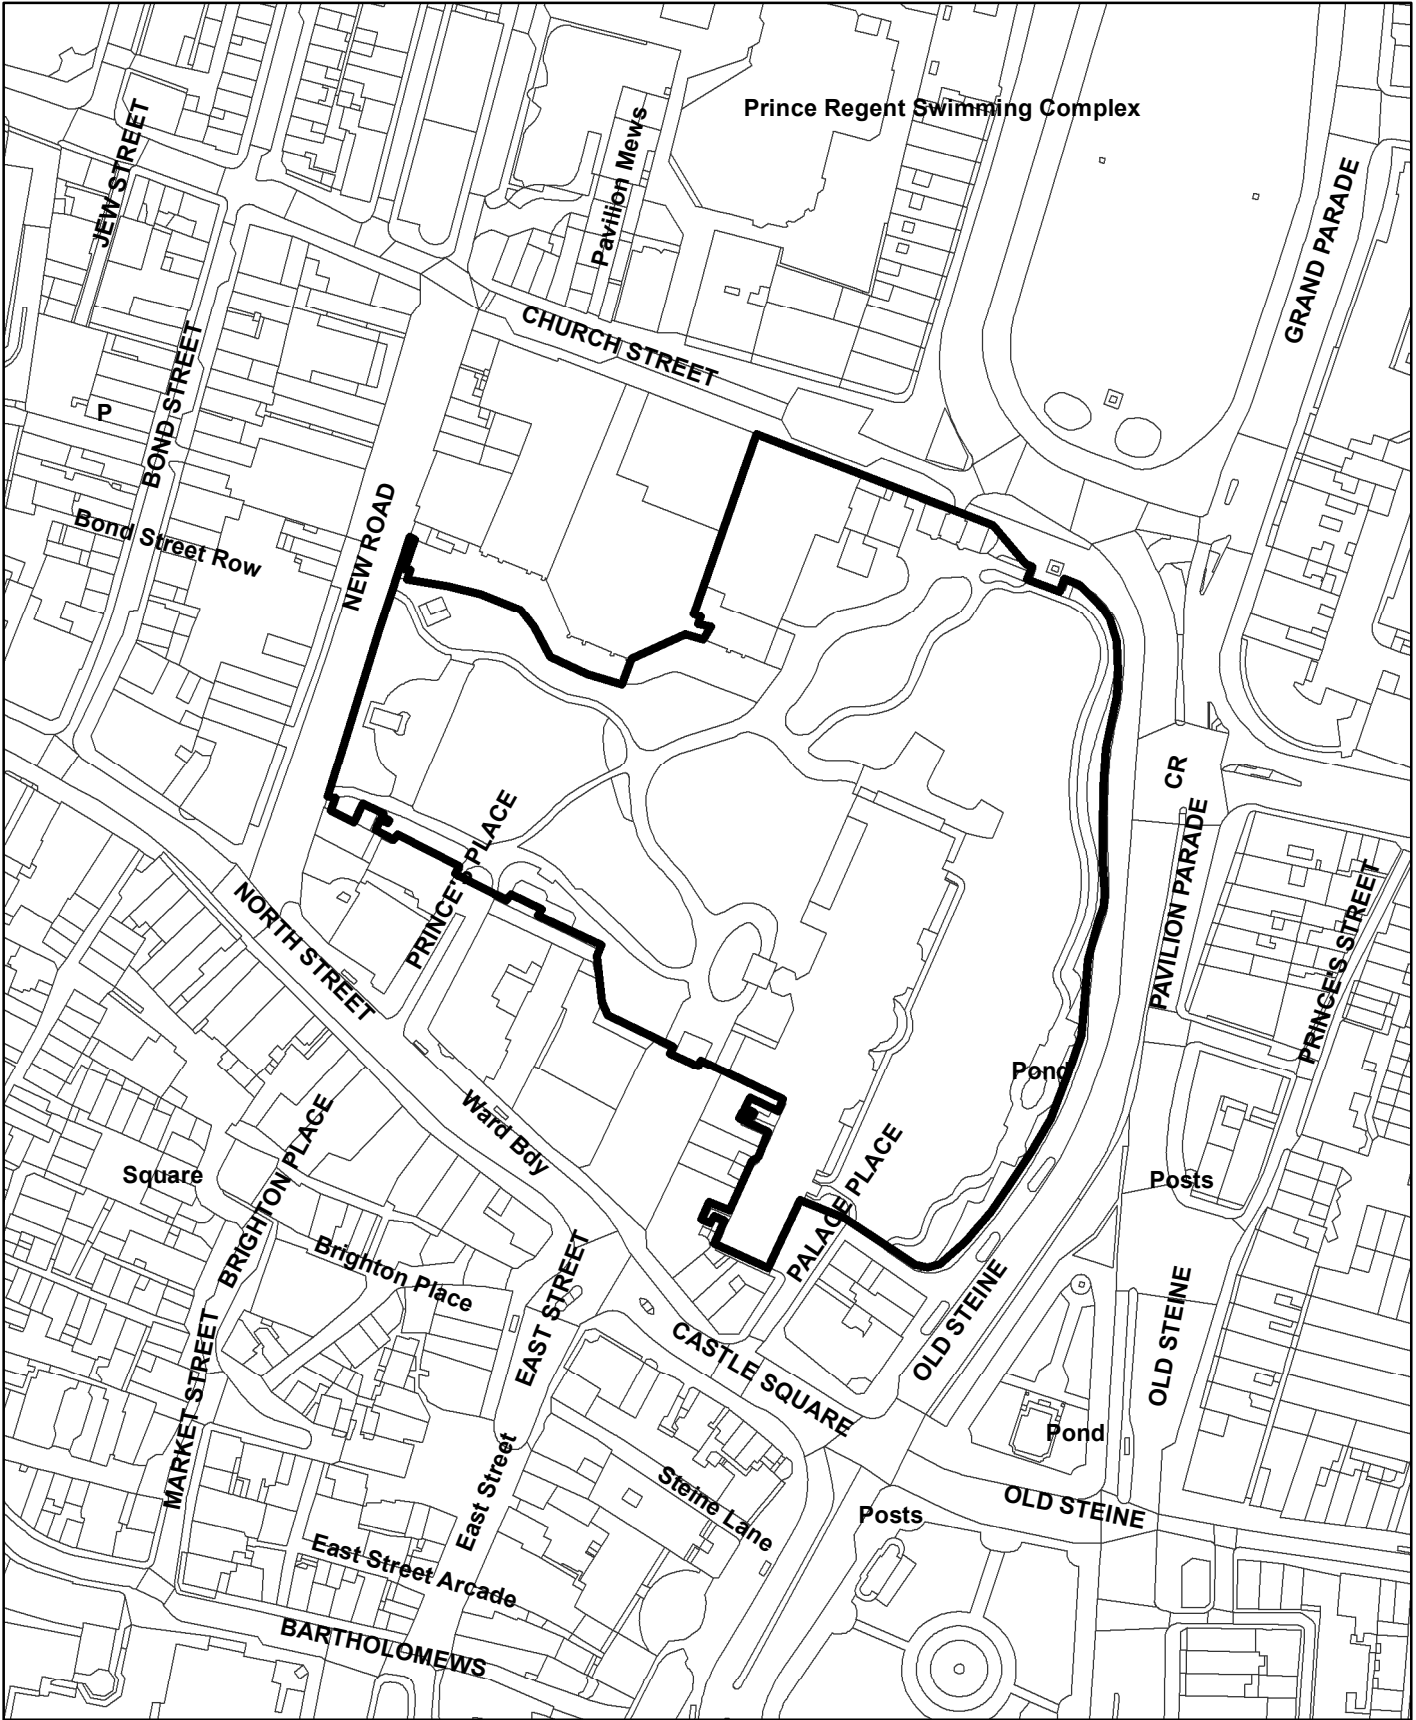 Prince Regent Swimming Complex
JEW STREET
Pavilion Mews
GRAND PARADE
CHURCH STREET
BOND STREET
P
NEW ROAD
Bond Street Row
CR
PAVILION PARADE
PRINCE'S PLACE
PRINCE'S STREET
NORTH STREET
Pond
Ward Bdy
BRIGHTON PLACE
Square
PALACE PLACE
Posts
Brighton Place
EAST STREET
OLD STEINE
OLD STEINE
CASTLE SQUARE
MARKET STREET
Pond
East Street
Steine Lane
OLD STEINE
Posts
East Street Arcade
BARTHOLOMEWS